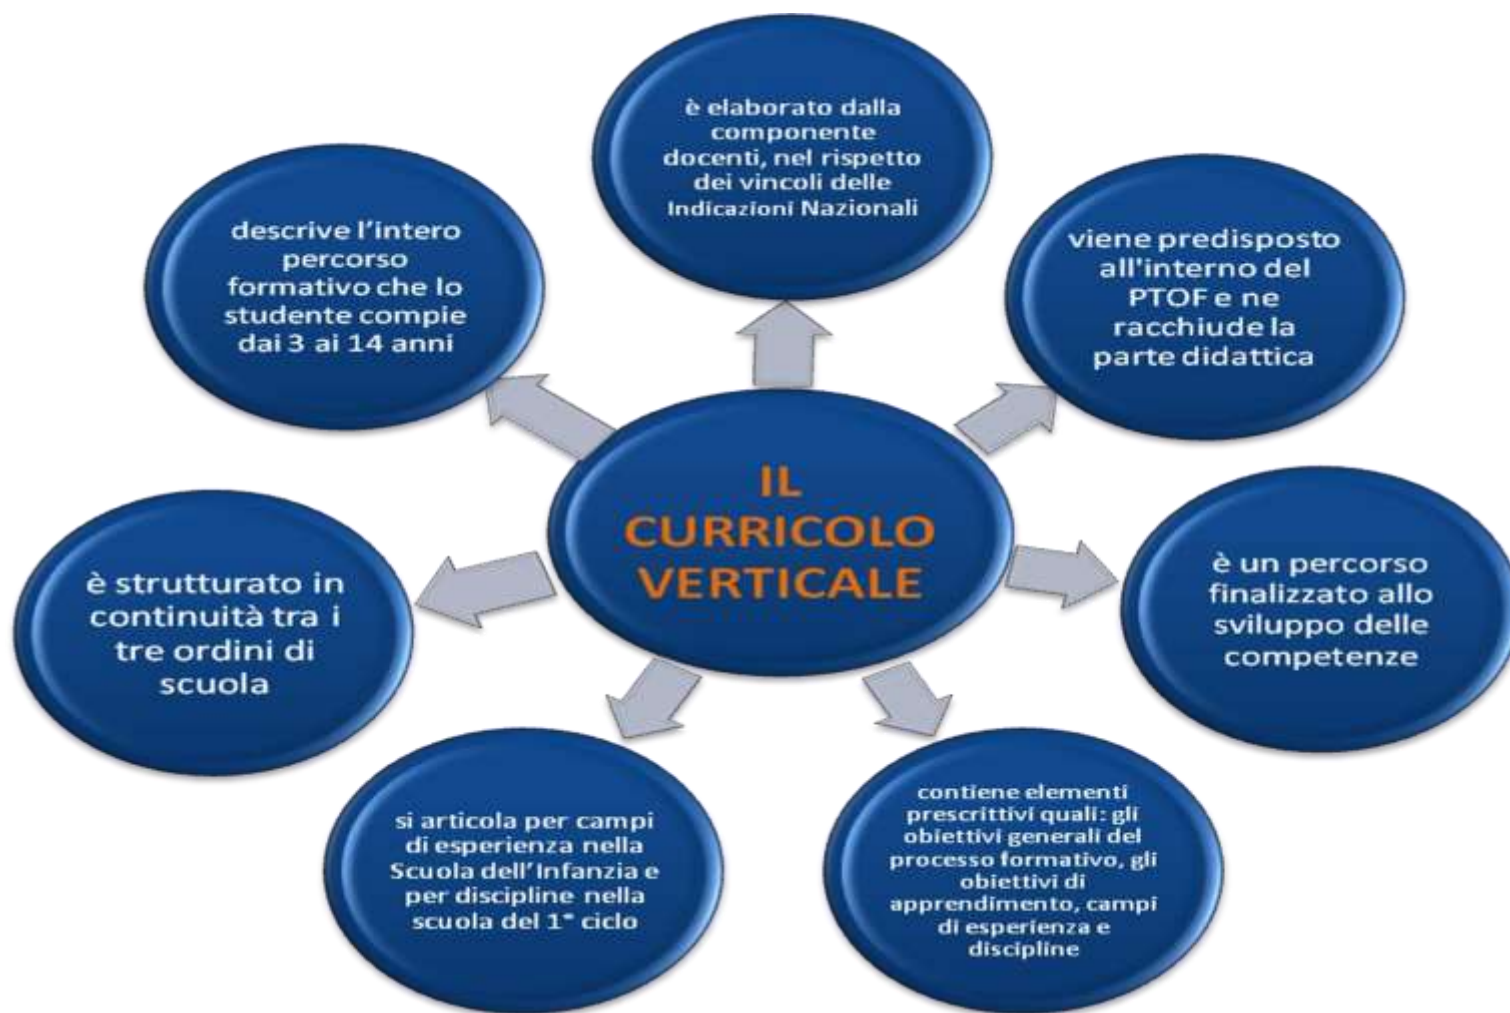 è elaborato dalla
componente
docenti, nel rispetto
dei vincoli delle
Indicazioni Nazionali
viene predisposto
all'interno del
PTOF e ne
racchiude la
parte didattica
è un percorso
finalizzato allo
sviluppo delle
competenze
contiene elementi
prescrittivi quali: gli
obiettivi generali del
processo formativo, gli
obiettivi di
apprendimento, campi
di esperienza e
discipline
si articola per campi
di esperienza nella
Scuola dell'Infanzia e
per discipline nella
scuola del 1° ciclo
è strutturato in
continuità tra i
tre ordini di
scuola
descrive l'intero
percorso
formativo che lo
studente compie
dai 3 ai 14 anni
IL
CURRICOLO
VERTICALE